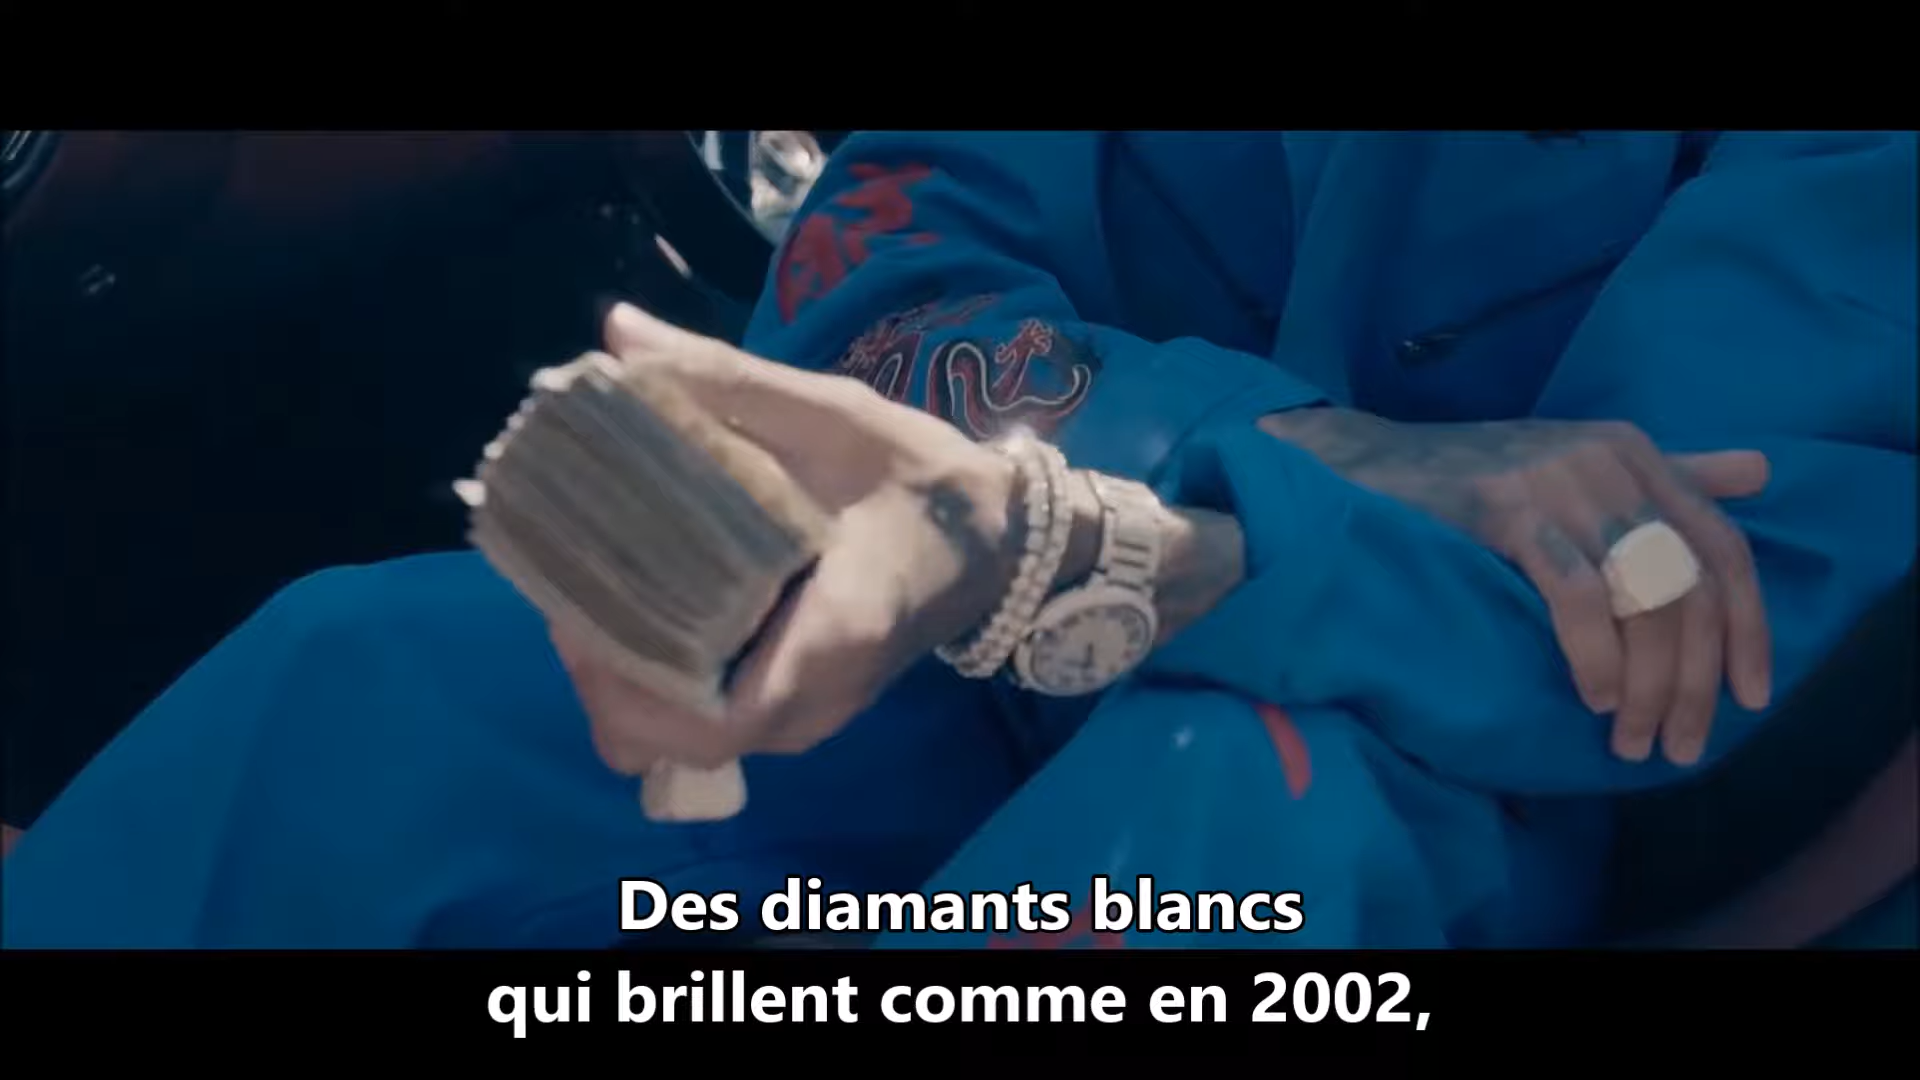 Des diamants blancs
qui brillent comme en 2002,